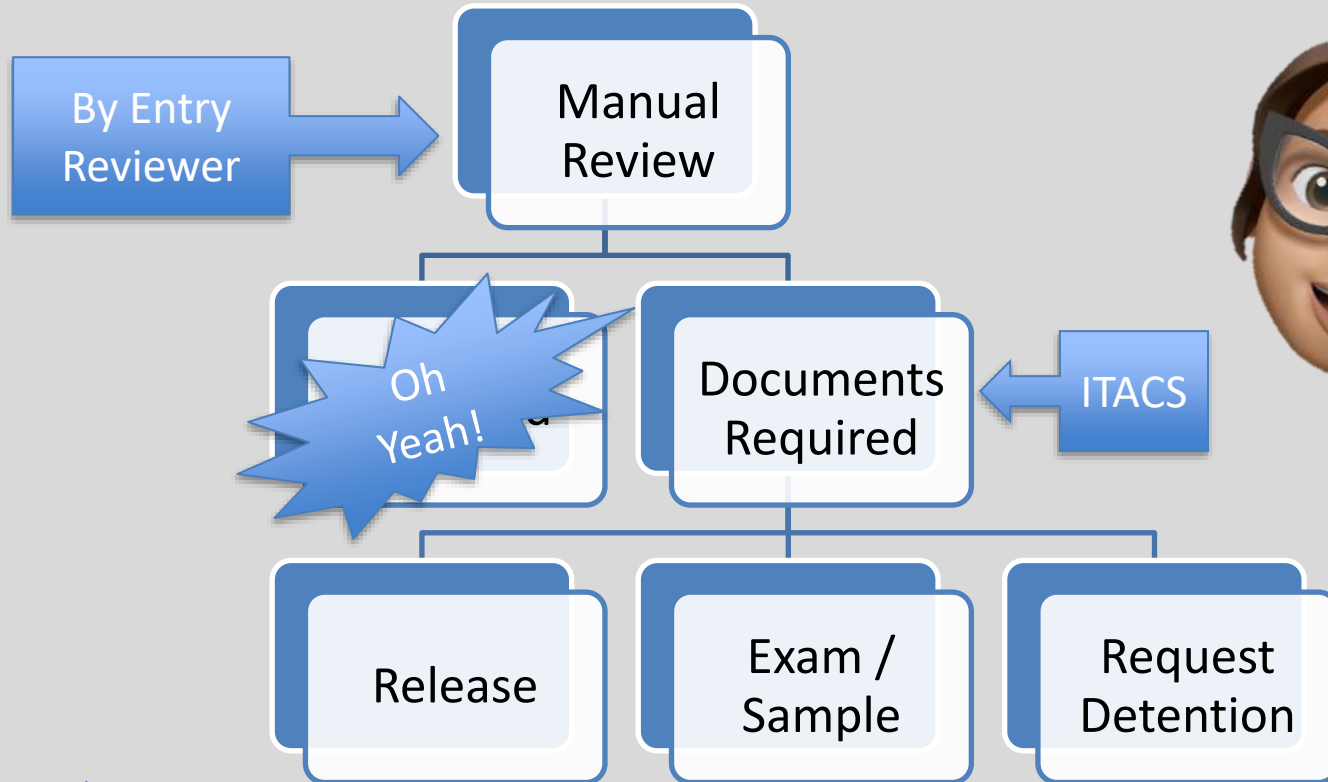 By Entry
Reviewer
Manual
Review
Oh
Yeah!
Documents
Required
ITACS
Release
Exam /
Sample
Request
Detention